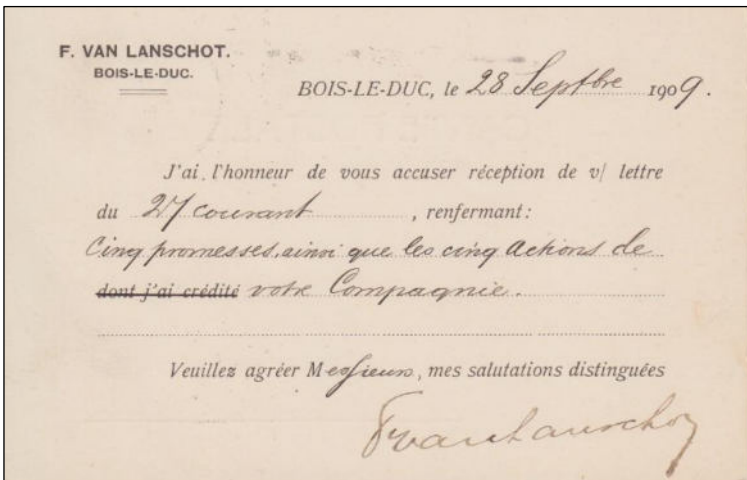 F. VAN LANSCHOT.
BOIS-LE-DUC.
BOIS-LE-DUC, le 28 Septbre 1909.
J'ai l'honneur de vous accuser réception de v/ lettre
du 27 courant, renfermant:
Cinq promesses, ainsi que les cinq Actions de
dont j'ai crédité votre Compagnie.
Veuillez agréer Messieurs, mes salutations distinguées
FvanLanschot